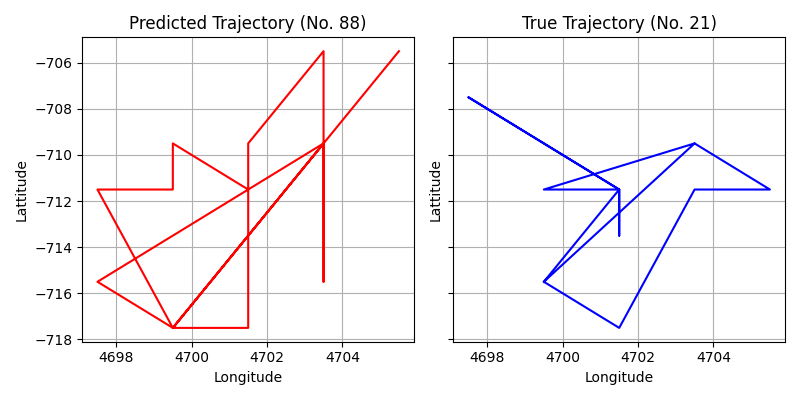 Predicted Trajectory (No. 88)
True Trajectory (No. 21)
−706
−708
−710
−712
−714
−716
−718
Lattitude
Lattitude
4698 4700 4702 4704
4698 4700 4702 4704
Longitude
Longitude